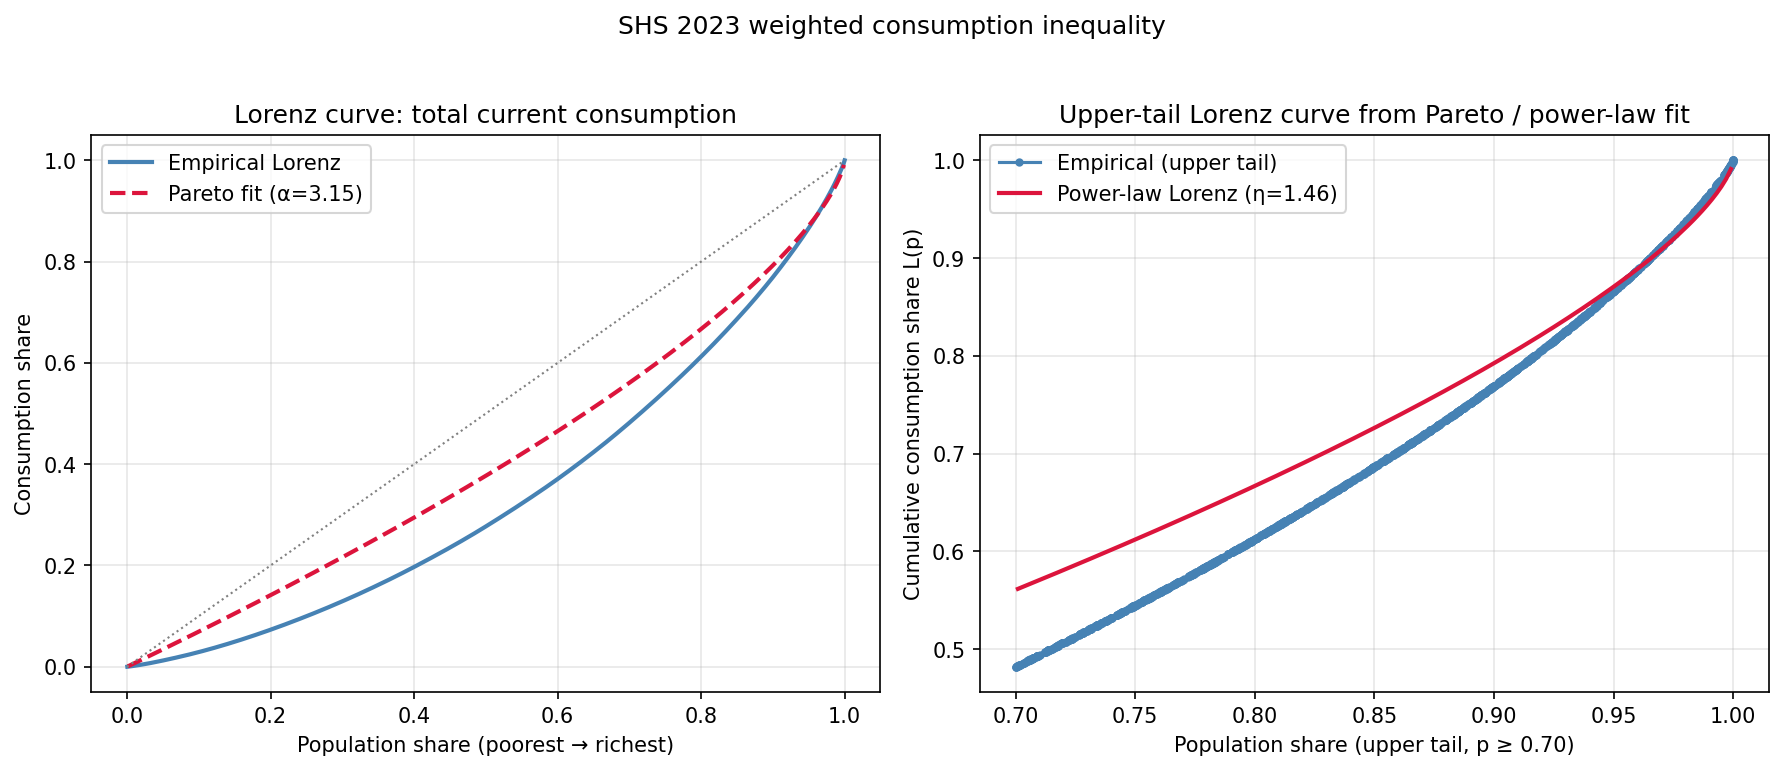 SHS 2023 weighted consumption inequality
Lorenz curve: total current consumption
Empirical Lorenz
Pareto fit (α=3.15)
1.0
0.8
0.6
0.4
0.2
0.0
Consumption share
0.0 0.2 0.4 0.6 0.8 1.0
Population share (poorest → richest)
Upper-tail Lorenz curve from Pareto / power-law fit
Empirical (upper tail)
Power-law Lorenz (η=1.46)
1.0
0.9
0.8
0.7
0.6
0.5
Cumulative consumption share L(p)
0.70 0.75 0.80 0.85 0.90 0.95 1.00
Population share (upper tail, p ≥ 0.70)